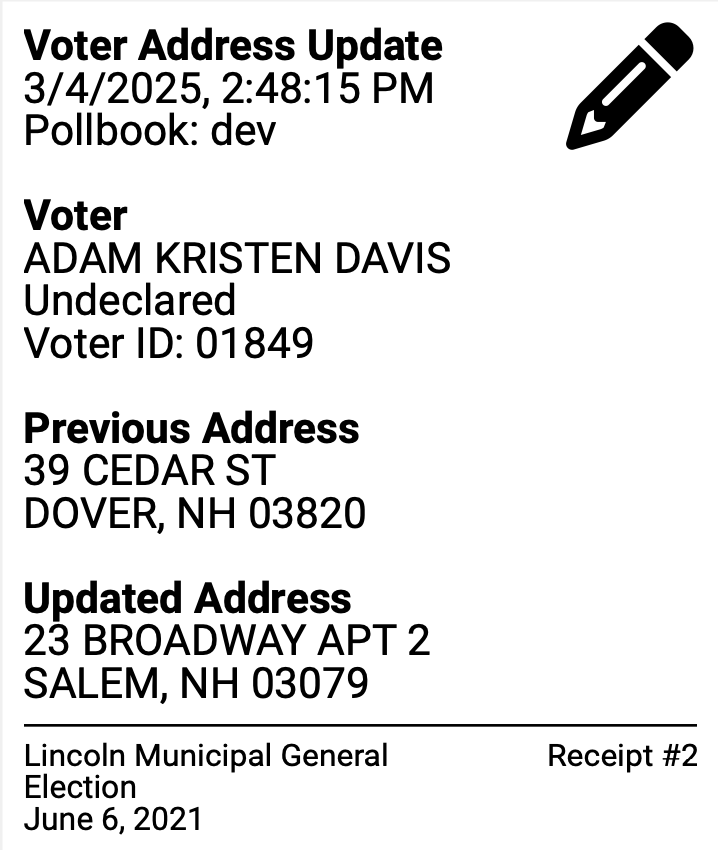 Voter Address Update
3/4/2025, 2:48:15 PM
Pollbook: dev
Voter
ADAM KRISTEN DAVIS
Undeclared
Voter ID: 01849
Previous Address
39 CEDAR ST
DOVER, NH 03820
Updated Address
23 BROADWAY APT 2
SALEM, NH 03079
Lincoln Municipal General
Election
June 6, 2021
Receipt #2